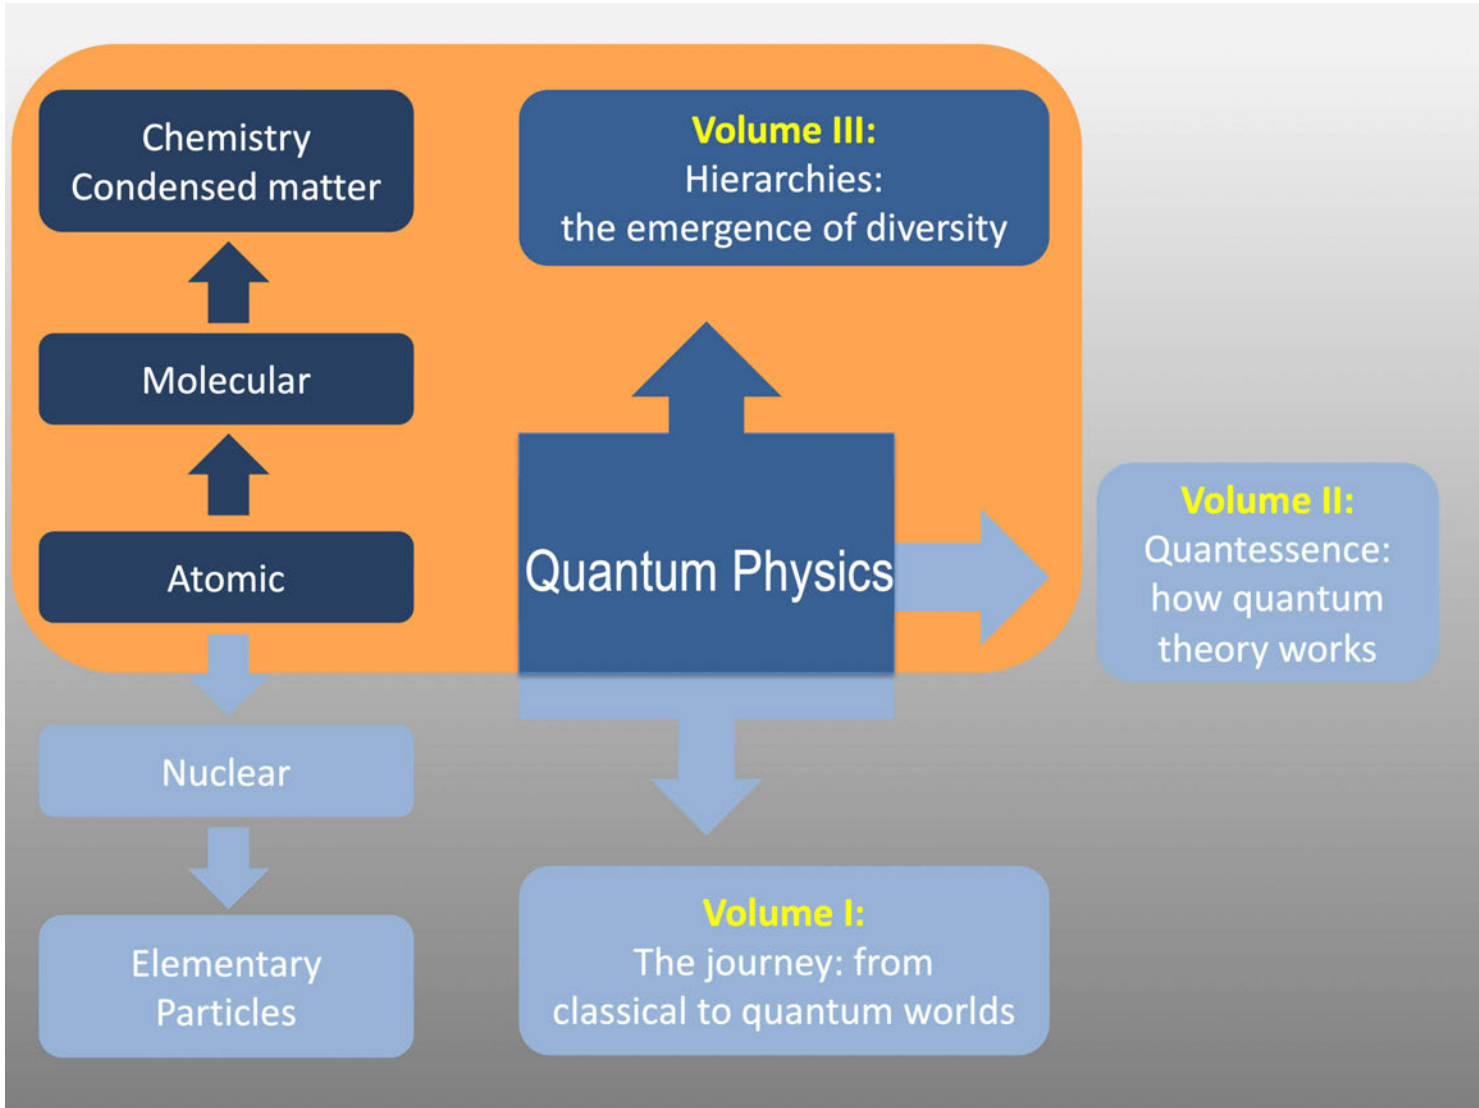 Chemistry
Condensed matter
Molecular
Atomic
Nuclear
Elementary
Particles
Volume III:
Hierarchies:
the emergence of diversity
Quantum Physics
Volume II:
Quantessence:
how quantum
theory works
Volume I:
The journey: from
classical to quantum worlds